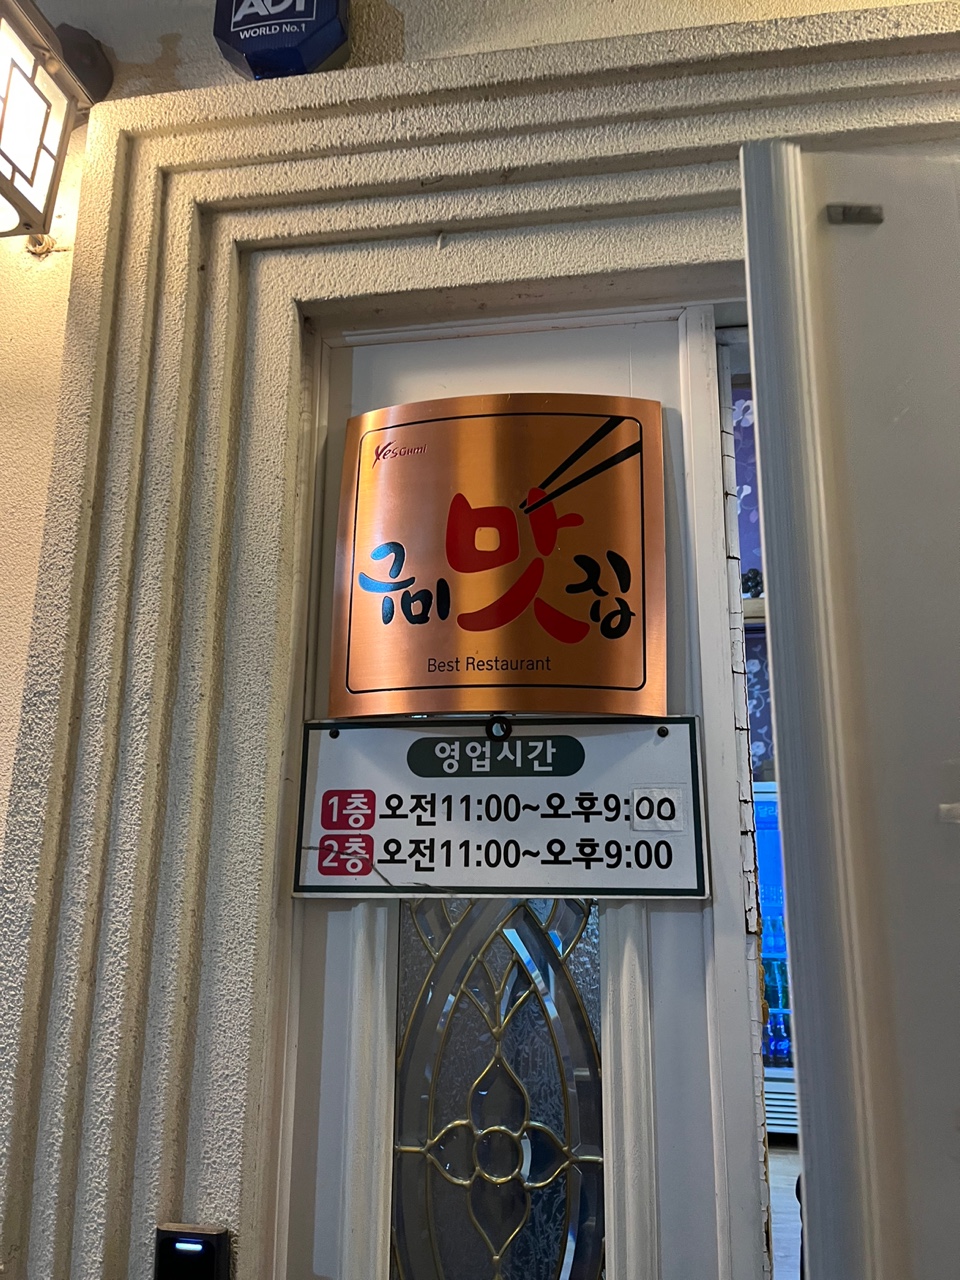 ADT
WORLD No.1
YesGumi
구미맛집
Best Restaurant
영업시간
1층 오전11:00~오후9:00
2층 오전11:00~오후9:00